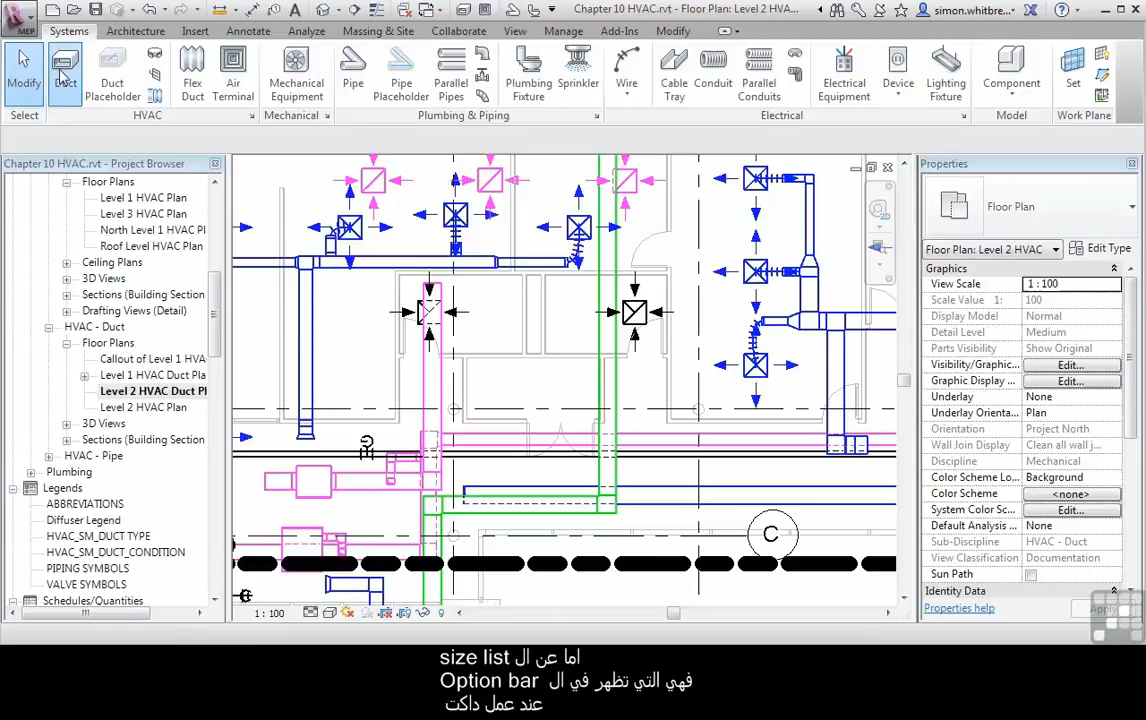 Chapter 10 HVAC.rvt - Floor Plan: Level 2 HVA...
simon.whitbre...
MEP
Systems Architecture Insert Annotate Analyze Massing & Site Collaborate View Manage Add-Ins Modify
Modify
Duct
Duct Placeholder
Flex Duct
Air Terminal
Mechanical Equipment
Pipe
Pipe Placeholder
Parallel Pipes
Plumbing Fixture
Sprinkler
Wire
Cable Tray
Conduit
Parallel Conduits
Electrical Equipment
Device
Lighting Fixture
Component
Set
Select HVAC Mechanical Plumbing & Piping Electrical Model Work Plane
Chapter 10 HVAC.rvt - Project Browser
Floor Plans
Level 1 HVAC Plan
Level 3 HVAC Plan
North Level 1 HVAC Pl
Roof Level HVAC Plan
Ceiling Plans
3D Views
Sections (Building Section
Drafting Views (Detail)
HVAC - Duct
Floor Plans
Callout of Level 1 HVA
Level 1 HVAC Duct Pla
Level 2 HVAC Duct Pl
Level 2 HVAC Plan
3D Views
Sections (Building Section
HVAC - Pipe
Plumbing
Legends
ABBREVIATIONS
Diffuser Legend
HVAC_SM_DUCT TYPE
HVAC_SM_DUCT_CONDITION
PIPING SYMBOLS
VALVE SYMBOLS
Schedules/Quantities
C
1 : 100
Properties
Floor Plan
Floor Plan: Level 2 HVAC
Edit Type
Graphics
View Scale 1 : 100
Scale Value 1: 100
Display Model Normal
Detail Level Medium
Parts Visibility Show Original
Visibility/Graphic... Edit...
Graphic Display ... Edit...
Underlay None
Underlay Orienta... Plan
Orientation Project North
Wall Join Display Clean all wall j...
Discipline Mechanical
Color Scheme Lo... Background
Color Scheme <none>
System Color Sc... Edit...
Default Analysis ... None
Sub-Discipline HVAC - Duct
View Classification Documentation
Sun Path
Identity Data
Properties help
Apply
اما عن ال size list
فهي التي تظهر في ال Option bar
عند عمل داكت